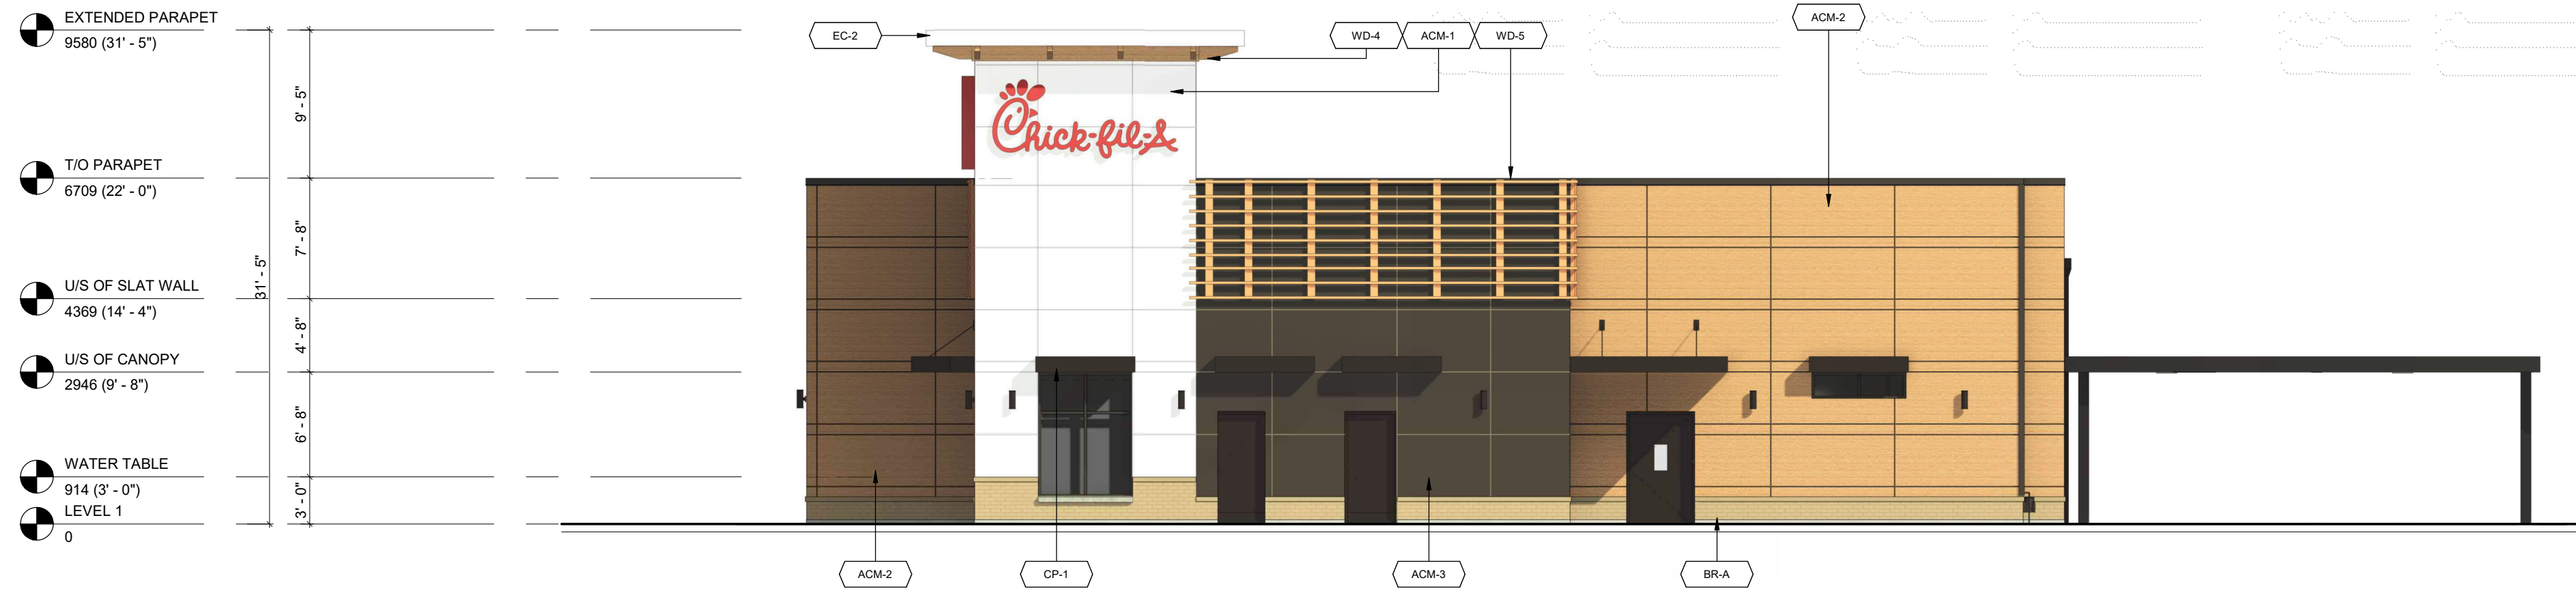 EXTENDED PARAPET
9580 (31' - 5")
T/O PARAPET
6709 (22' - 0")
U/S OF SLAT WALL
4369 (14' - 4")
U/S OF CANOPY
2946 (9' - 8")
WATER TABLE
914 (3' - 0")
LEVEL 1
0
31' - 5"
9' - 5"
7' - 8"
4' - 8"
6' - 8"
3' - 0"
EC-2
WD-4
ACM-1
WD-5
ACM-2
Chick-fil-A
ACM-2
CP-1
ACM-3
BR-A